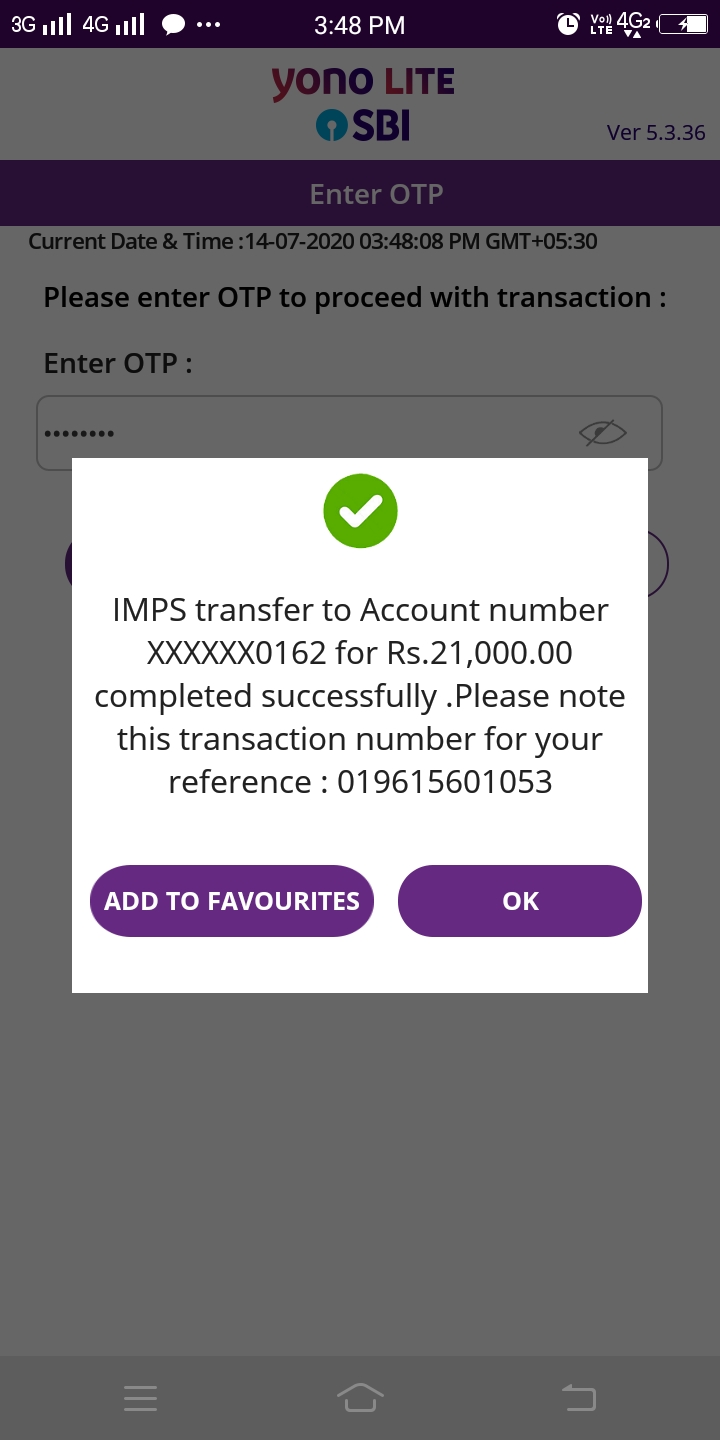 3G 4G 3:48 PM Vo)) LTE 4G2
yono LITE
SBI
Ver 5.3.36
Enter OTP
Current Date & Time :14-07-2020 03:48:08 PM GMT+05:30
Please enter OTP to proceed with transaction :
Enter OTP :
••••••••
IMPS transfer to Account number
XXXXXX0162 for Rs.21,000.00
completed successfully .Please note
this transaction number for your
reference : 019615601053
ADD TO FAVOURITES OK